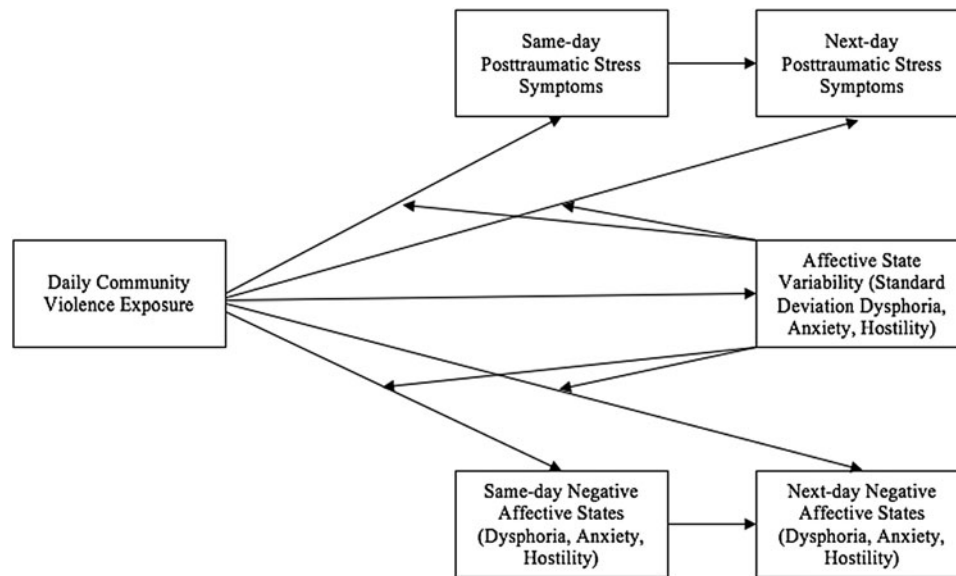 Same-day
Posttraumatic Stress
Symptoms
Next-day
Posttraumatic Stress
Symptoms
Daily Community
Violence Exposure
Affective State
Variability (Standard
Deviation Dysphoria,
Anxiety, Hostility)
Same-day Negative
Affective States
(Dysphoria, Anxiety,
Hostility)
Next-day Negative
Affective States
(Dysphoria, Anxiety,
Hostility)